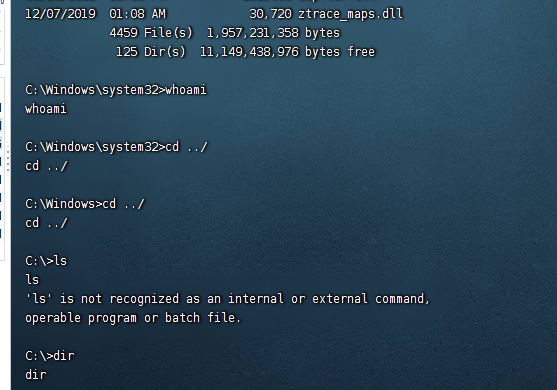 12/07/2019  01:08 AM            30,720 ztrace_maps.dll
            4459 File(s)  1,957,231,358 bytes
             125 Dir(s)  11,149,438,976 bytes free
C:\Windows\system32>whoami
whoami
C:\Windows\system32>cd ../
cd ../
C:\Windows>cd ../
cd ../
C:\>ls
ls
'ls' is not recognized as an internal or external command,
operable program or batch file.
C:\>dir
dir